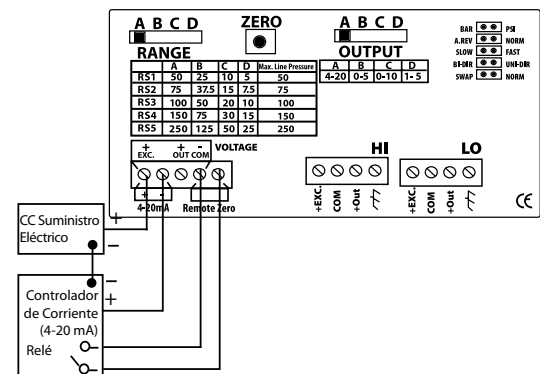 A B C D
ZERO
A B C D
RANGE
OUTPUT
A B C D Max. Line Pressure
RS1 50 25 10 5 50
RS2 75 37.5 15 7.5 75
RS3 100 50 20 10 100
RS4 150 75 30 15 150
RS5 250 125 50 25 250
A B C D
4-20 0-5 0-10 1-5
BAR PSI
A.REV NORM
SLOW FAST
BI-DIR UNI-DIR
SWAP NORM
+ + -
EXC. OUT COM
VOLTAGE
+ -
4-20mA Remote Zero
HI
+EXC. COM +Out
LO
+EXC. COM +Out
CE
CC Suministro
Eléctrico
+
−
−
+
Controlador
de Corriente
(4-20 mA)
Relé